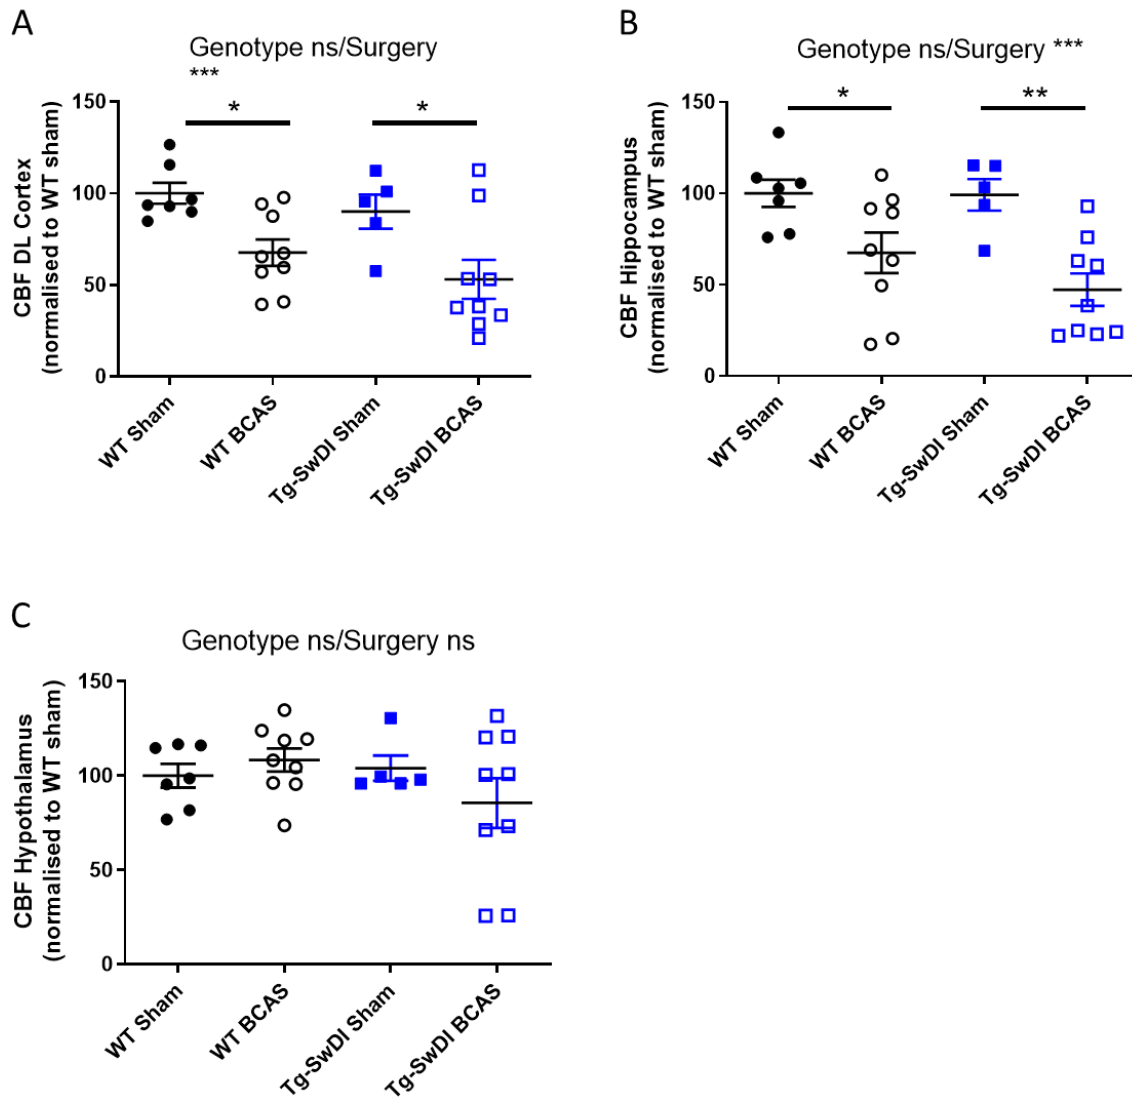 A
Genotype ns/Surgery
***
CBF DL Cortex
(normalised to WT sham)
150
100
50
0
*
*
WT Sham
WT BCAS
Tg-SwDI Sham
Tg-SwDI BCAS
B
Genotype ns/Surgery ***
CBF Hippocampus
(normalised to WT sham)
150
100
50
0
*
**
WT Sham
WT BCAS
Tg-SwDI Sham
Tg-SwDI BCAS
C
Genotype ns/Surgery ns
CBF Hypothalamus
(normalised to WT sham)
150
100
50
0
WT Sham
WT BCAS
Tg-SwDI Sham
Tg-SwDI BCAS